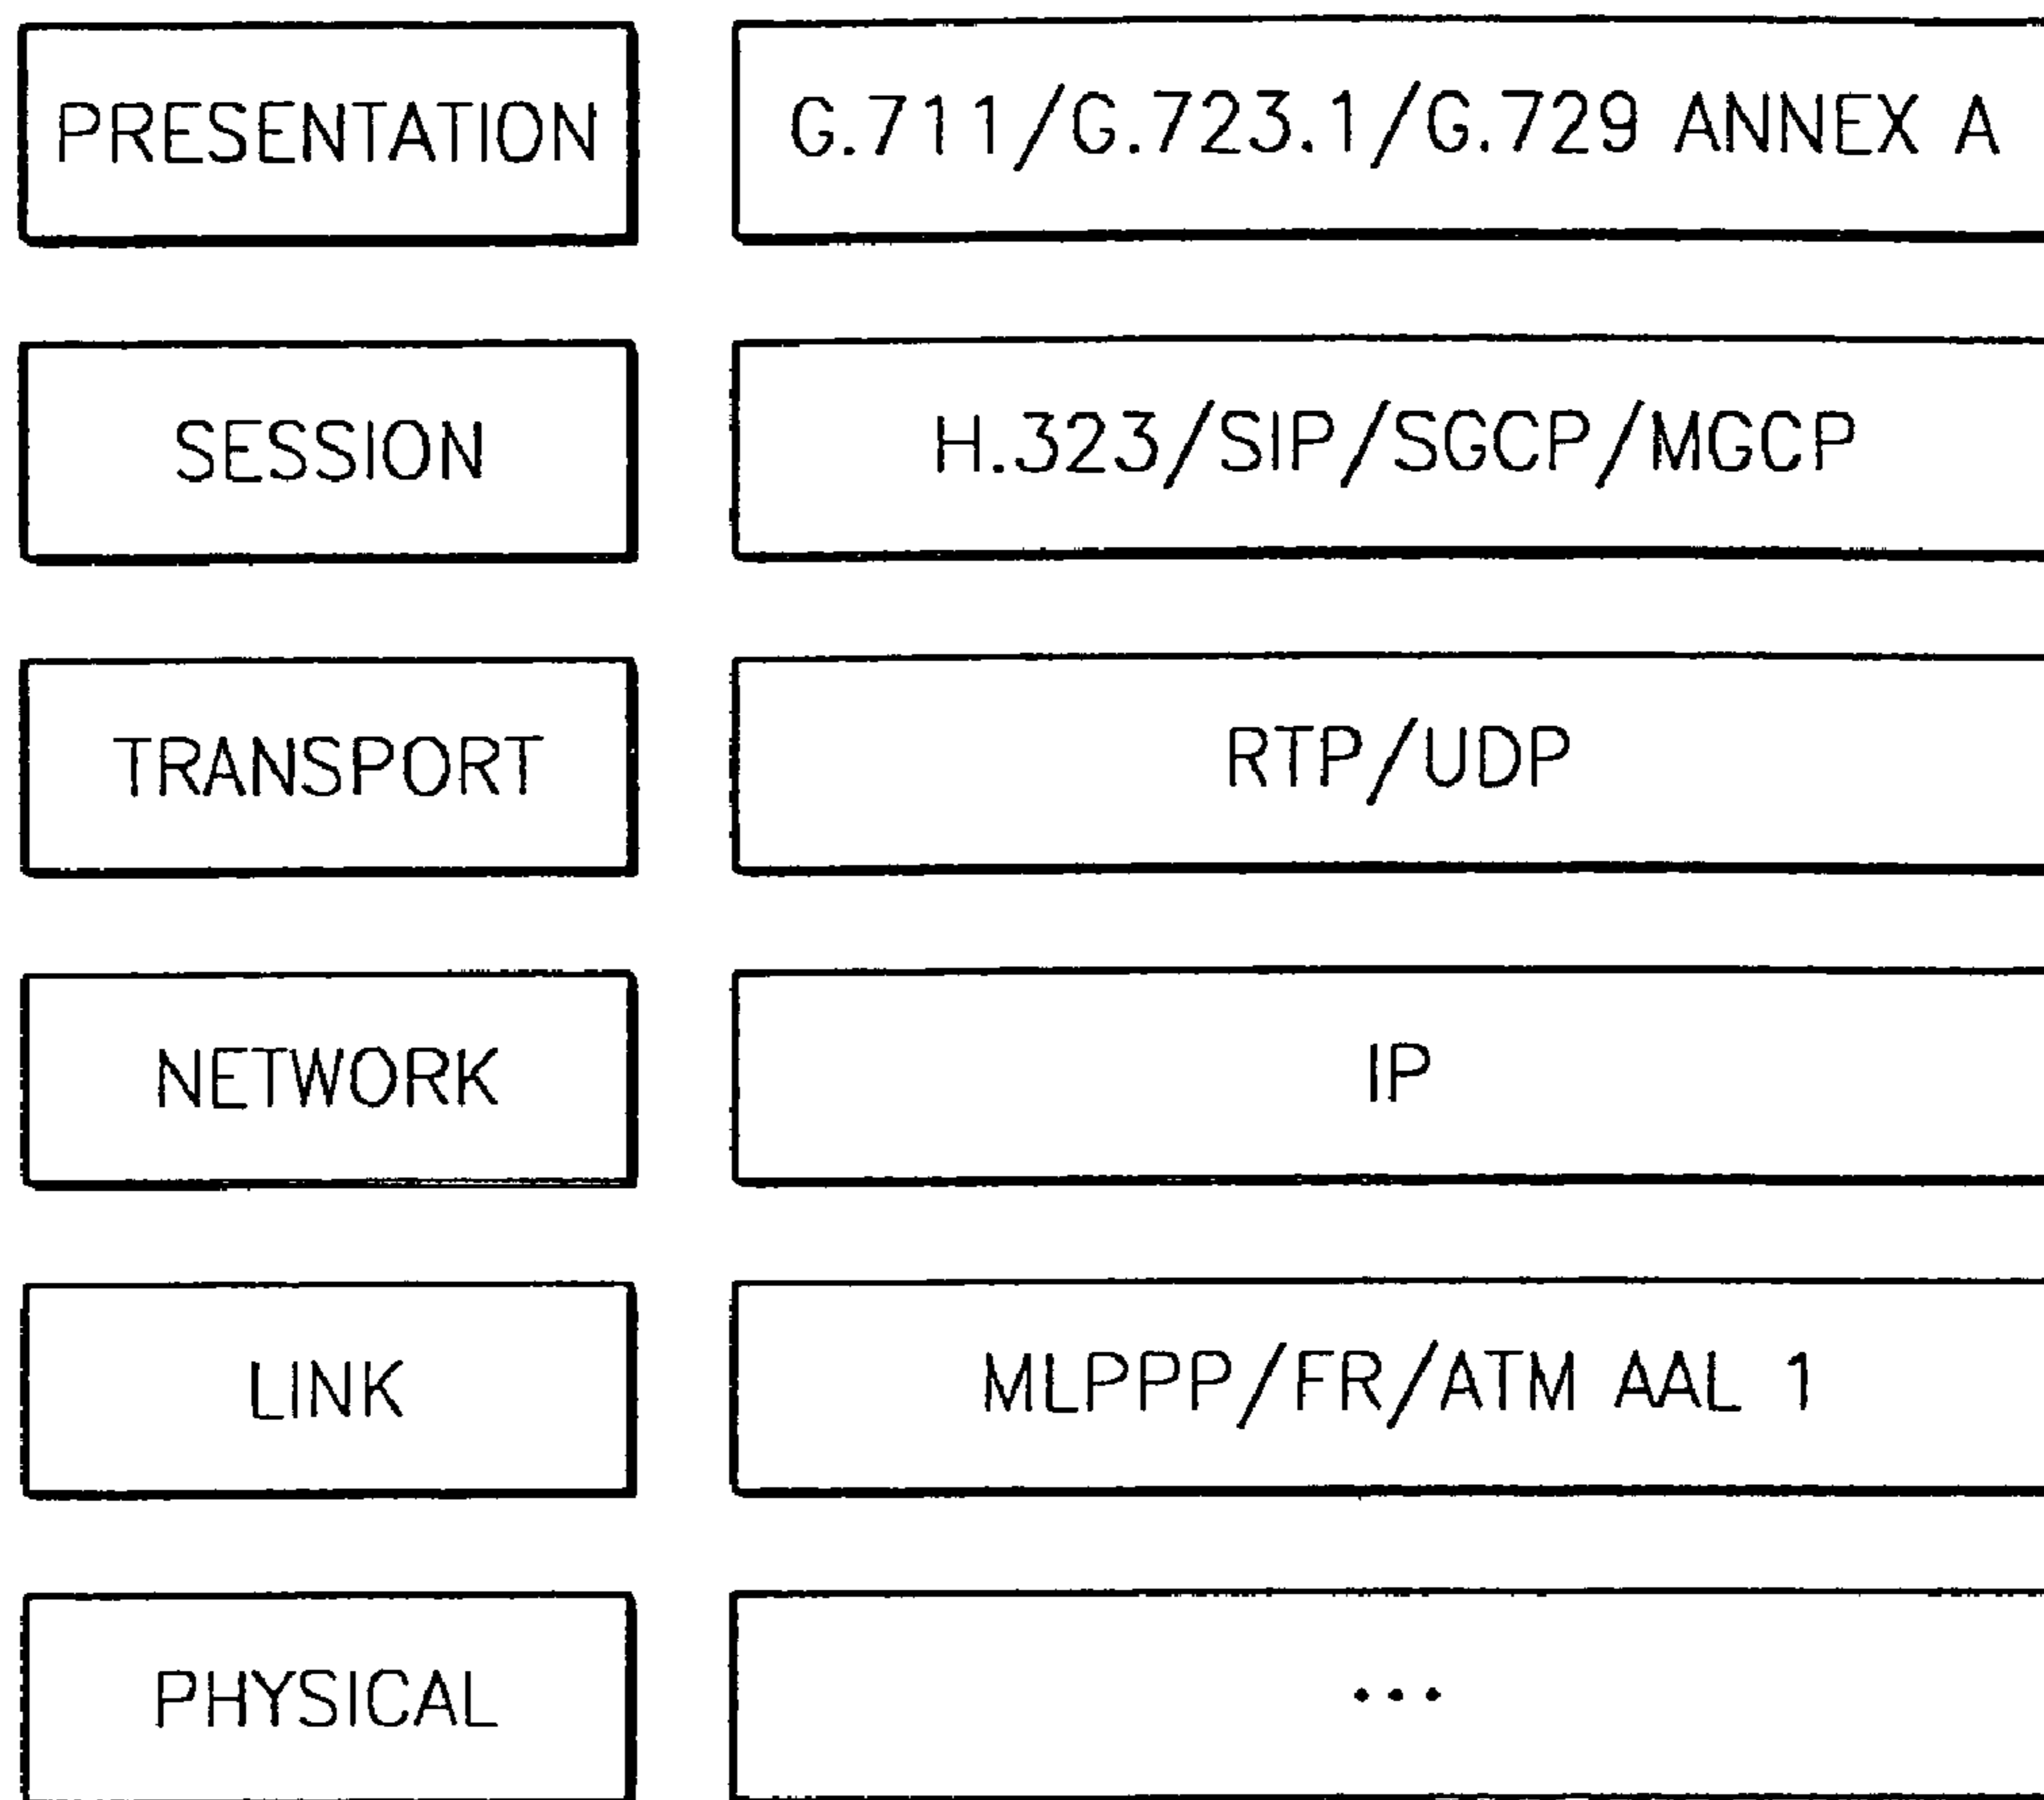 PRESENTATION G.711/G.723.1/G.729 ANNEX A
SESSION H.323/SIP/SGCP/MGCP
TRANSPORT RTP/UDP
NETWORK IP
LINK MLPPP/FR/ATM AAL 1
PHYSICAL •••